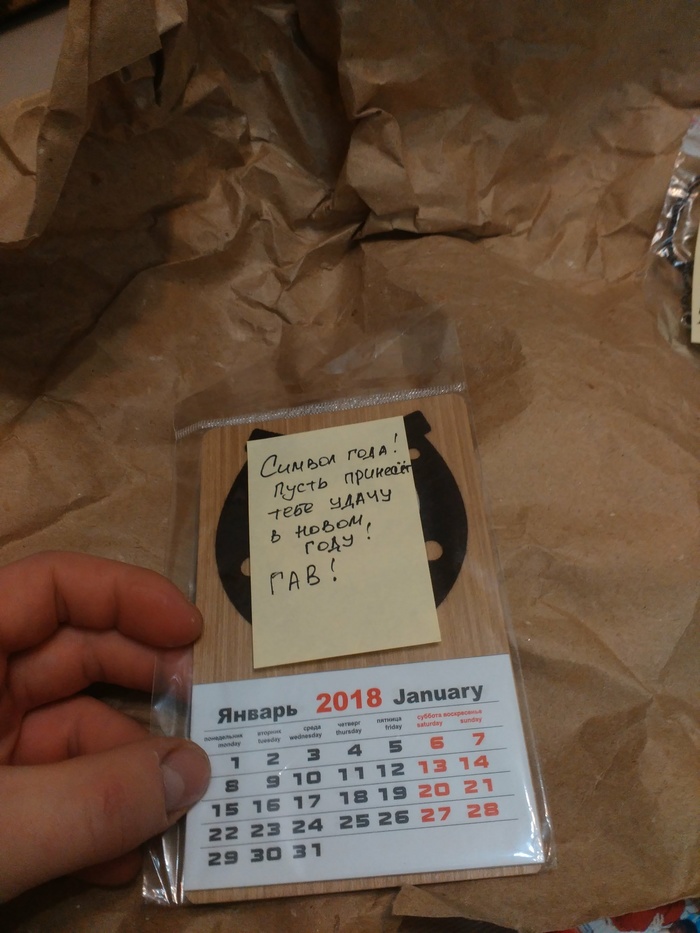 Символ года!
Пусть принесёт
тебе удачу
в новом
году!
ГАВ!
Январь 2018 January
понедельник вторник среда четверг пятница суббота воскресенье
monday tuesday wednesday thursday friday saturday sunday
1 2 3 4 5 6 7
8 9 10 11 12 13 14
15 16 17 18 19 20 21
22 23 24 25 26 27 28
29 30 31